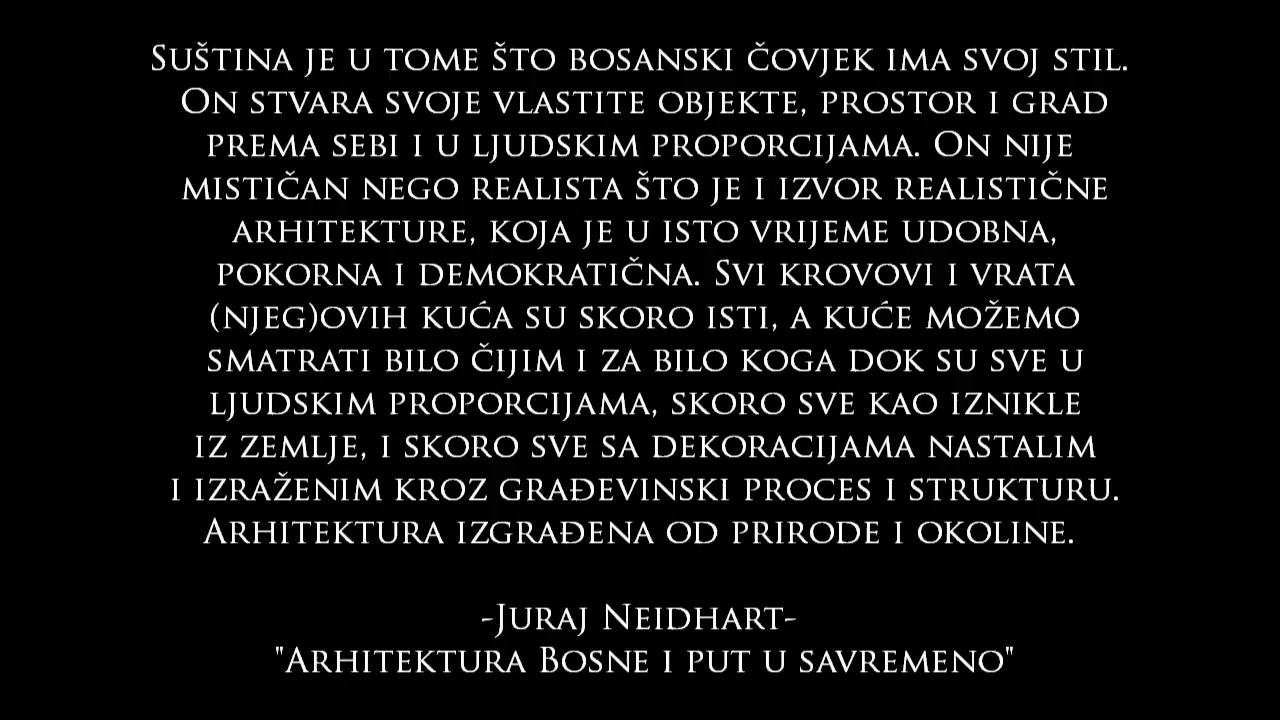 Suština je u tome što bosanski čovjek ima svoj stil.
On stvara svoje vlastite objekte, prostor i grad
prema sebi i u ljudskim proporcijama. On nije
mističan nego realista što je i izvor realistične
arhitekture, koja je u isto vrijeme udobna,
pokorna i demokratična. Svi krovovi i vrata
(njeg)ovih kuća su skoro isti, a kuće možemo
smatrati bilo čijim i za bilo koga dok su sve u
ljudskim proporcijama, skoro sve kao iznikle
iz zemlje, i skoro sve sa dekoracijama nastalim
i izraženim kroz građevinski proces i strukturu.
Arhitektura izgrađena od prirode i okoline.
-Juraj Neidhart-
"Arhitektura Bosne i put u savremeno"